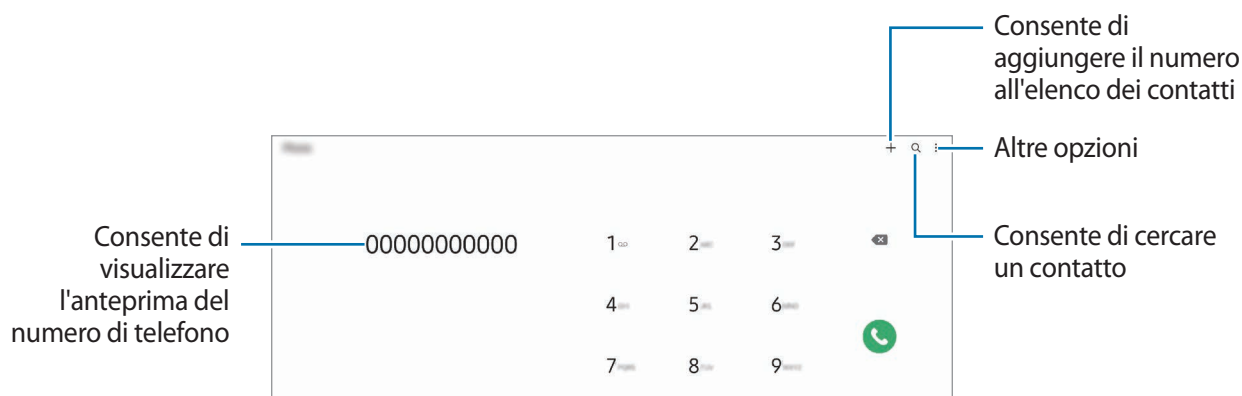 Consente di
aggiungere il numero
all'elenco dei contatti
Altre opzioni
Consente di
visualizzare
l'anteprima del
numero di telefono
00000000000
1 2 3
Consente di cercare
un contatto
4 5 6
7 8 9